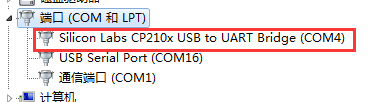 端口 (COM 和 LPT)
Silicon Labs CP210x USB to UART Bridge (COM4)
USB Serial Port (COM16)
通信端口 (COM1)
计算机